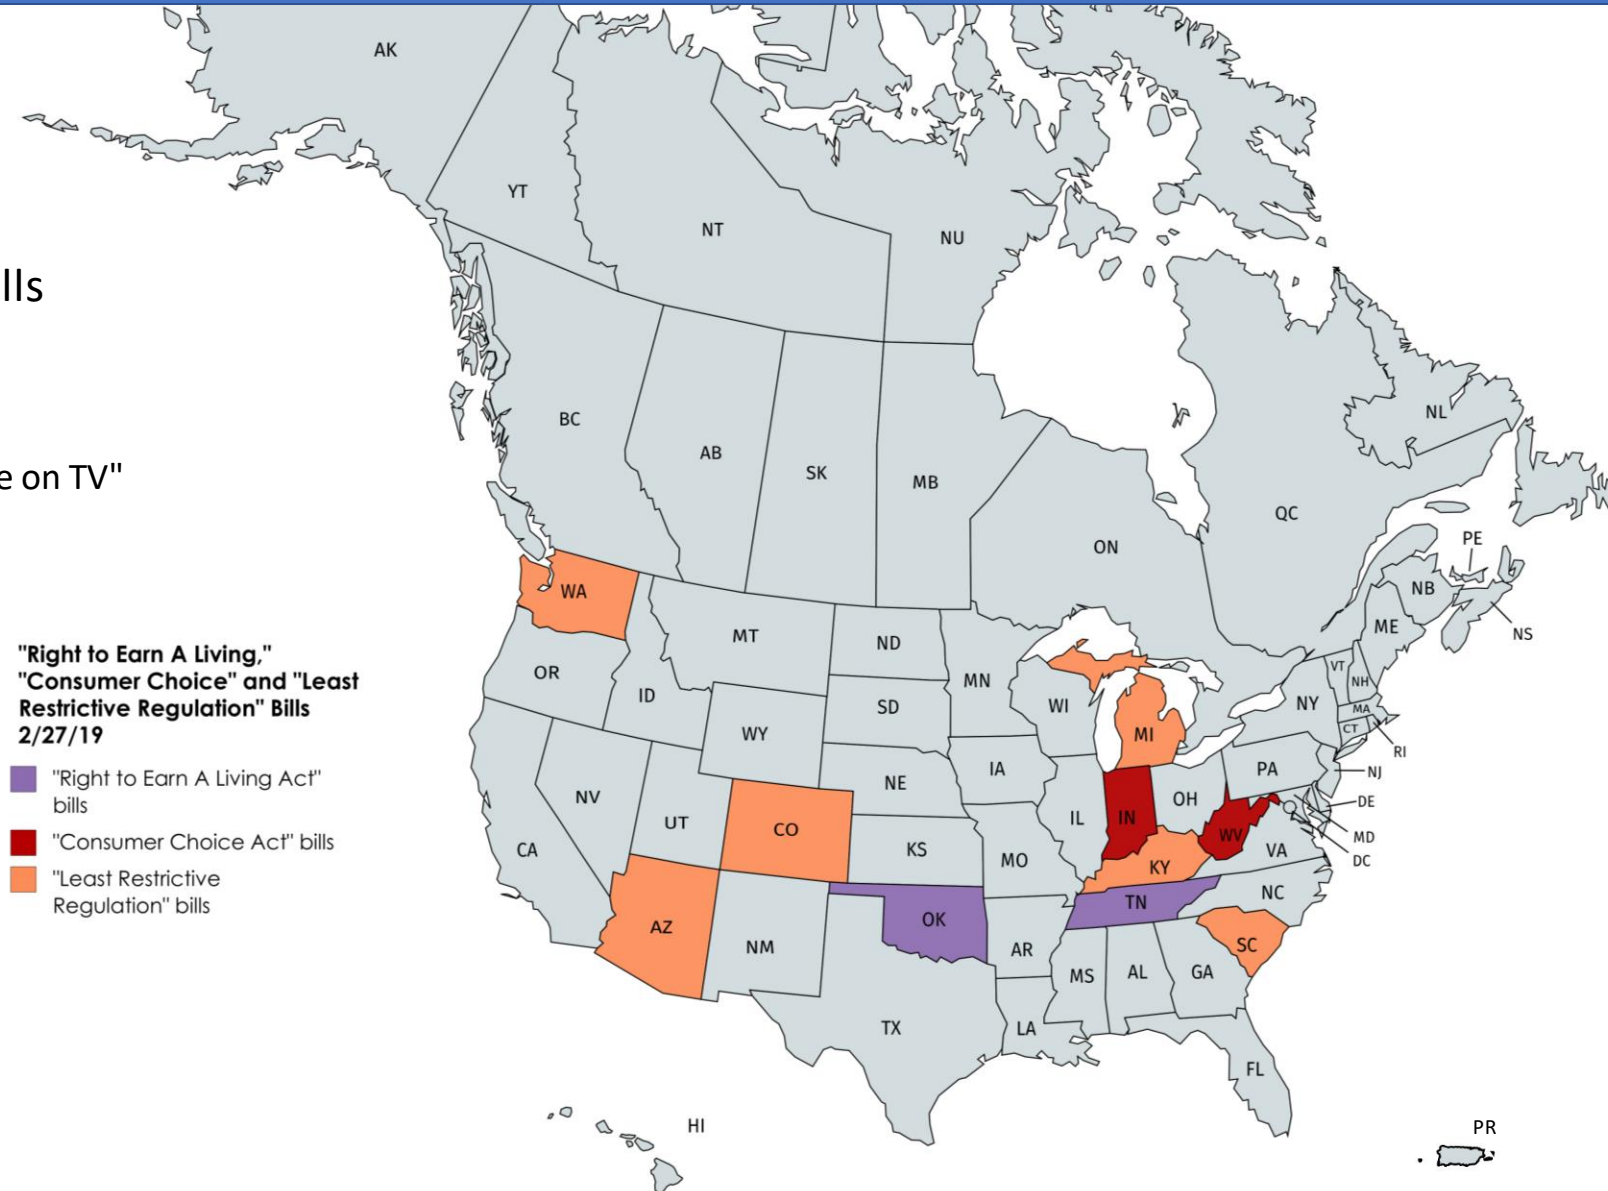 lls
e on TV"
"Right to Earn A Living,"
"Consumer Choice" and "Least
Restrictive Regulation" Bills
2/27/19
"Right to Earn A Living Act"
bills
"Consumer Choice Act" bills
"Least Restrictive
Regulation" bills
AK
YT
NT
NU
BC
AB
SK
MB
ON
QC
NL
PE
NB
NS
WA
MT
ND
MN
ME
VT
NH
OR
ID
SD
WI
MI
NY
MA
CT
RI
WY
NV
UT
CO
NE
IA
IL
IN
OH
PA
NJ
DE
MD
DC
CA
KS
MO
KY
WV
VA
AZ
NM
OK
AR
TN
NC
SC
MS
AL
GA
TX
LA
FL
HI
PR